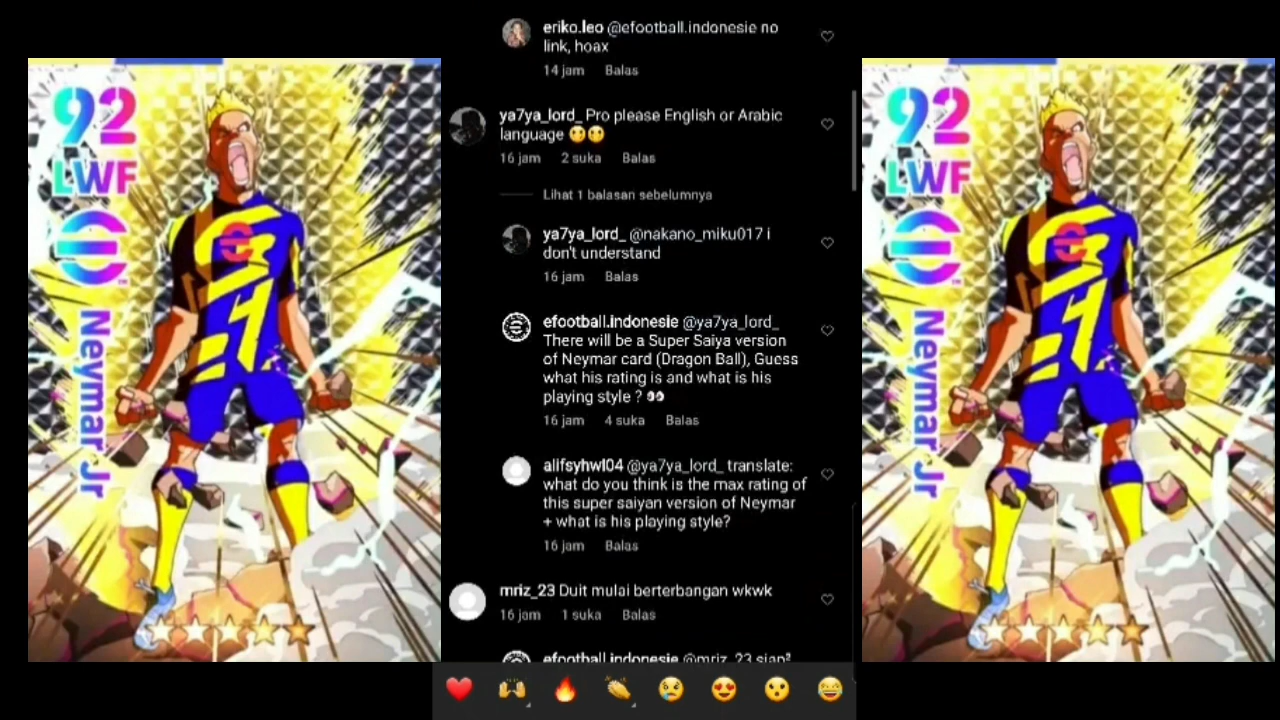 92
LWF
Neymar Jr
eriko.leo @efootball.indonesie no
link, hoax
14 jam Balas
ya7ya_lord_ Pro please English or Arabic
language
16 jam 2 suka Balas
Lihat 1 balasan sebelumnya
ya7ya_lord_ @nakano_miku017 i
don't understand
16 jam Balas
efootball.indonesie @ya7ya_lord_
There will be a Super Saiya version
of Neymar card (Dragon Ball), Guess
what his rating is and what is his
playing style ? 👀
16 jam 4 suka Balas
alifsyhwl04 @ya7ya_lord_ translate:
what do you think is the max rating of
this super saiyan version of Neymar
+ what is his playing style?
16 jam Balas
mriz_23 Duit mulai berterbangan wkwk
16 jam 1 suka Balas
efootball.indonesie @mriz_23 siap²
92
LWF
Neymar Jr